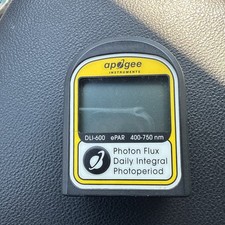 apogee
INSTRUMENTS
DLI-600 ePAR 400-750 nm
Photon Flux
Daily Integral
Photoperiod